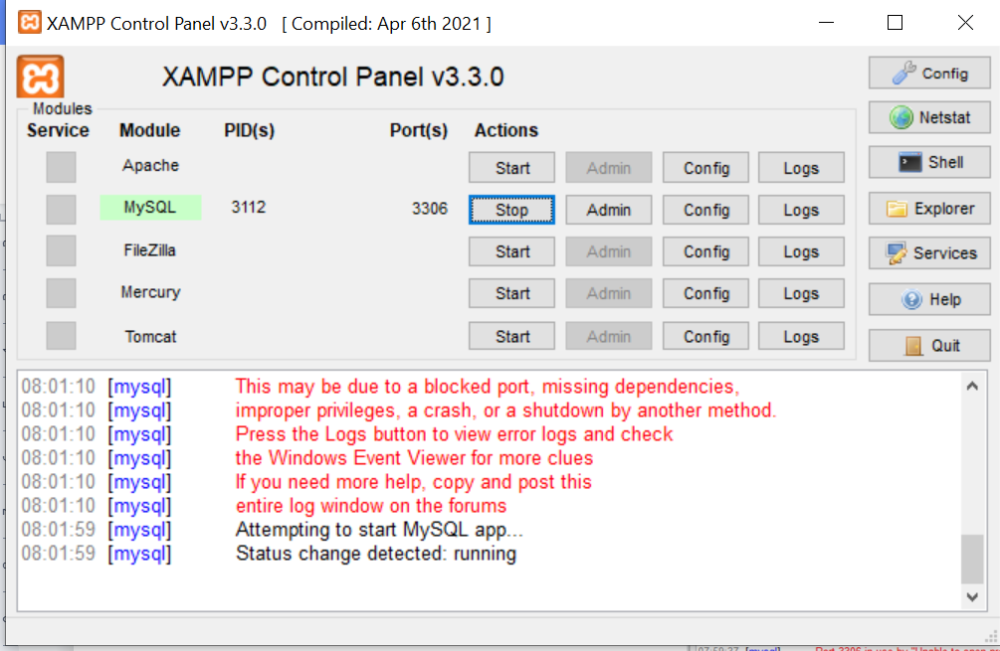 XAMPP Control Panel v3.3.0 [ Compiled: Apr 6th 2021 ]
XAMPP Control Panel v3.3.0
Config
Modules
Service Module PID(s) Port(s) Actions
Netstat
Apache Start Admin Config Logs
Shell
MySQL 3112 3306 Stop Admin Config Logs
Explorer
FileZilla Start Admin Config Logs
Services
Mercury Start Admin Config Logs
Help
Tomcat Start Admin Config Logs
Quit
08:01:10 [mysql] This may be due to a blocked port, missing dependencies,
08:01:10 [mysql] improper privileges, a crash, or a shutdown by another method.
08:01:10 [mysql] Press the Logs button to view error logs and check
08:01:10 [mysql] the Windows Event Viewer for more clues
08:01:10 [mysql] If you need more help, copy and post this
08:01:10 [mysql] entire log window on the forums
08:01:59 [mysql] Attempting to start MySQL app...
08:01:59 [mysql] Status change detected: running